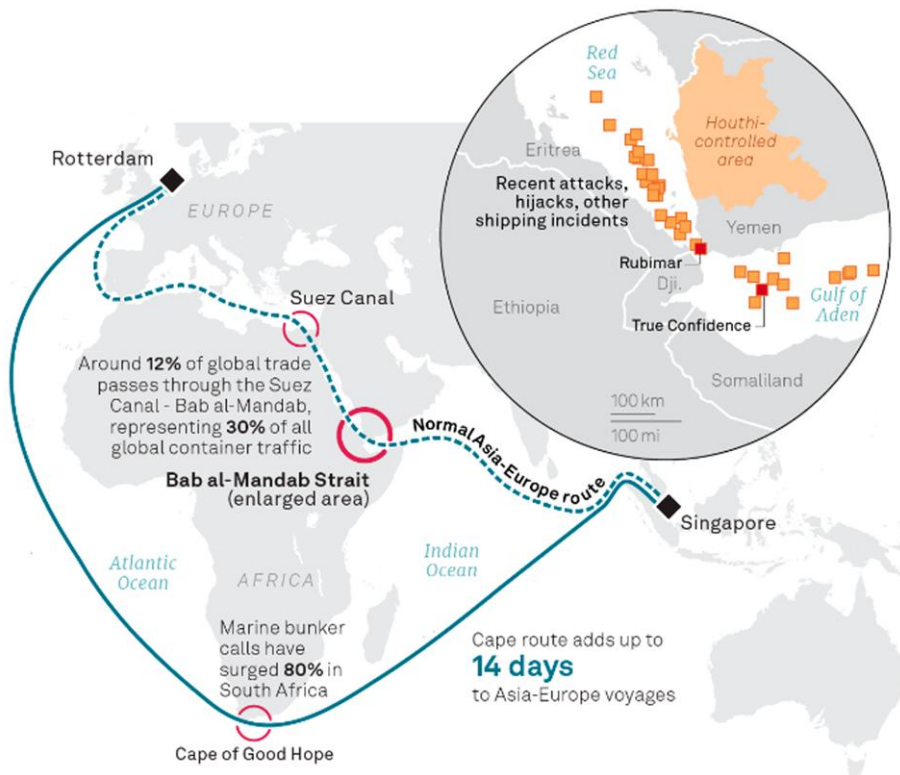 Rotterdam
EUROPE
Suez Canal
Around 12% of global trade
passes through the Suez
Canal - Bab al-Mandab,
representing 30% of all
global container traffic
Bab al-Mandab Strait
(enlarged area)
Normal Asia-Europe route
Singapore
Atlantic
Ocean
AFRICA
Indian
Ocean
Marine bunker
calls have
surged 80% in
South Africa
Cape of Good Hope
Cape route adds up to
14 days
to Asia-Europe voyages
Red
Sea
Houthi-
controlled
area
Eritrea
Recent attacks,
hijacks, other
shipping incidents
Yemen
Rubimar
Dji.
Ethiopia
Gulf of
Aden
True Confidence
Somaliland
100 km
100 mi